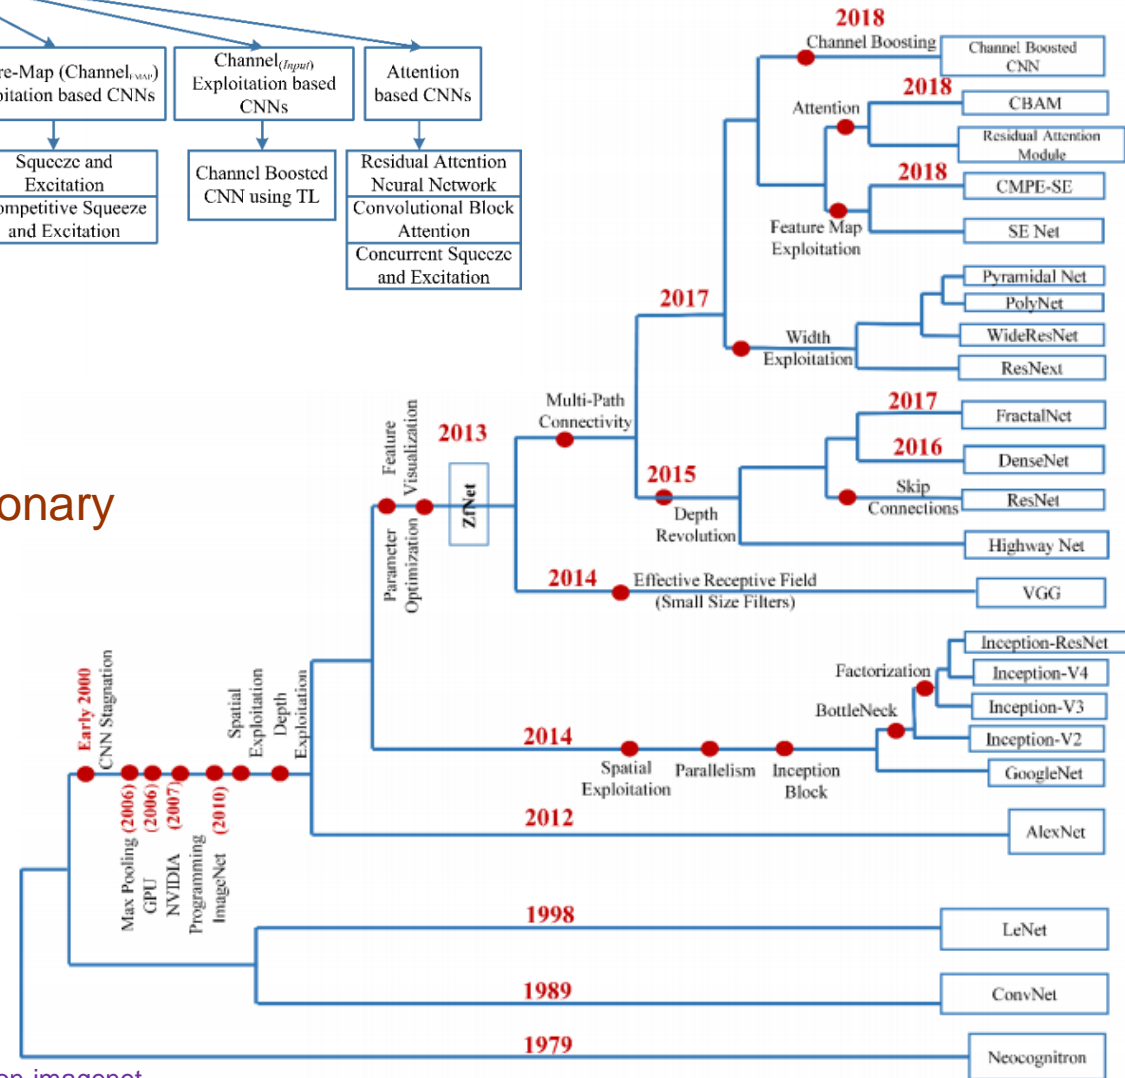 re-Map (Channel FMAP)
oitation based CNNs
Channel(Input)
Exploitation based
CNNs
Attention
based CNNs
Squeeze and
Excitation
ompetitive Squeeze
and Excitation
Channel Boosted
CNN using TL
Residual Attention
Neural Network
Convolutional Block
Attention
Concurrent Squeeze
and Excitation
2018
Channel Boosting
Channel Boosted
CNN
Attention
2018
CBAM
Residual Attention
Module
2018
CMPE-SE
Feature Map
Exploitation
SE Net
2017
Width
Exploitation
Pyramidal Net
PolyNet
WideResNet
ResNext
Multi-Path
Connectivity
2017
FractalNet
2016
DenseNet
2015
Depth
Revolution
Skip
Connections
ResNet
Highway Net
onary
Feature
Visualization
2013
ZfNet
Parameter
Optimization
2014
Effective Receptive Field
(Small Size Filters)
VGG
Early 2000
CNN Stagnation
Spatial
Exploitation
Depth
Exploitation
Factorization
Inception-ResNet
Inception-V4
BottleNeck
Inception-V3
Inception-V2
2014
Spatial
Exploitation
Parallelism
Inception
Block
GoogleNet
Max Pooling (2006)
GPU (2006)
NVIDIA (2007)
Programming
ImageNet (2010)
2012
AlexNet
1998
LeNet
1989
ConvNet
1979
Neocognitron
on-imagenet